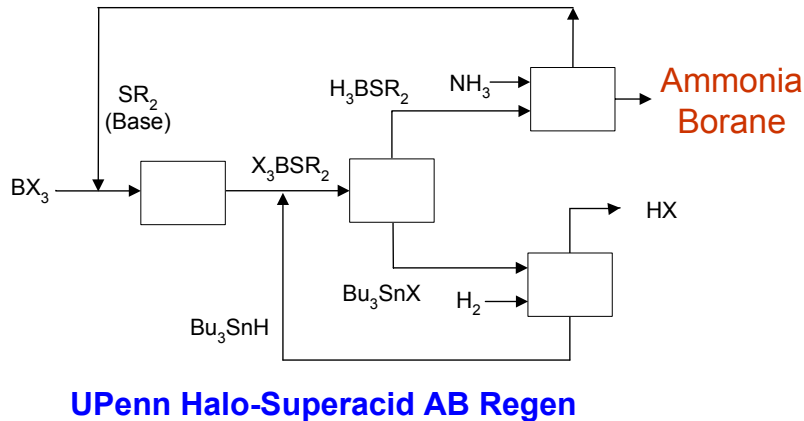 SR₂
(Base)
BX₃
X₃BSR₂
H₃BSR₂
NH₃
Ammonia
Borane
HX
Bu₃SnX
H₂
Bu₃SnH
UPenn Halo-Superacid AB Regen